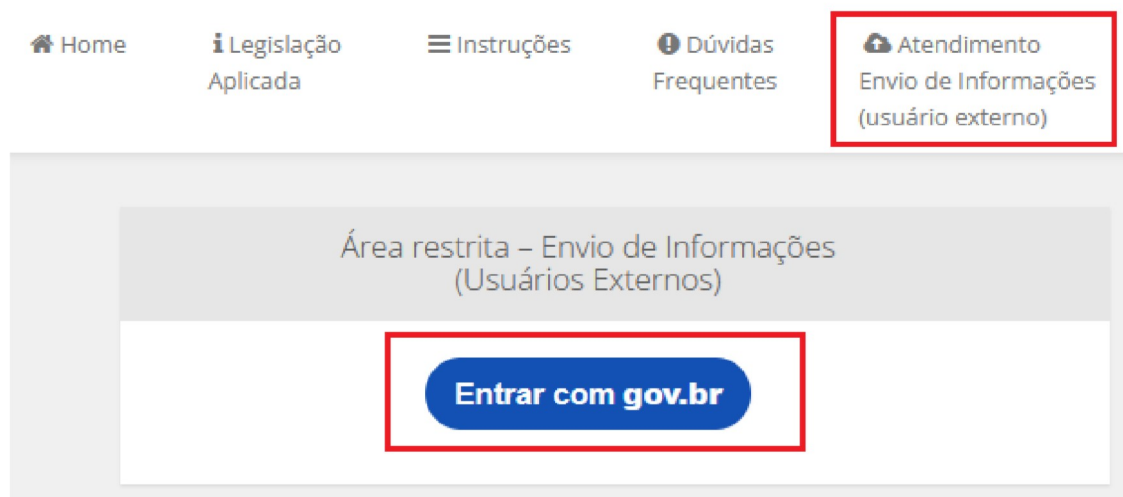 Home
Legislação
Aplicada
Instruções
Dúvidas
Frequentes
Atendimento
Envio de Informações
(usuário externo)
Área restrita – Envio de Informações
(Usuários Externos)
Entrar com gov.br